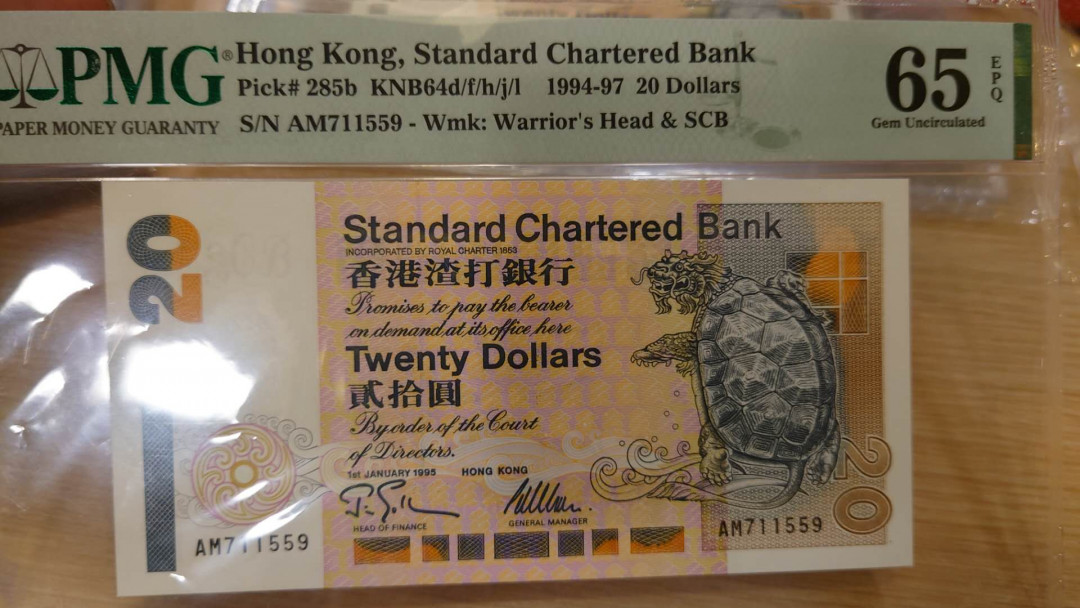 PMG®
PAPER MONEY GUARANTY
Hong Kong, Standard Chartered Bank
Pick# 285b KNB64d/f/h/j/l 1994-97 20 Dollars
S/N AM711559 - Wmk: Warrior's Head & SCB
65 EPQ
Gem Uncirculated
20
Standard Chartered Bank
INCORPORATED BY ROYAL CHARTER 1853
香港渣打銀行
Promises to pay the bearer
on demand at its office here
Twenty Dollars
貳拾圓
By order of the Court
of Directors.
1st JANUARY 1995 HONG KONG
HEAD OF FINANCE
GENERAL MANAGER
20
AM711559
AM711559